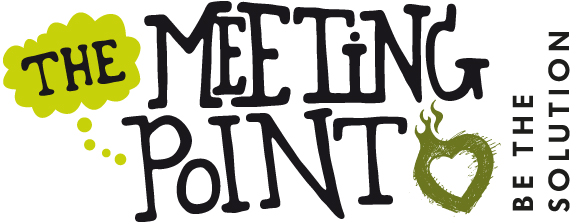 THE MEETiNG
POiNT
BE THE
SOLUTION